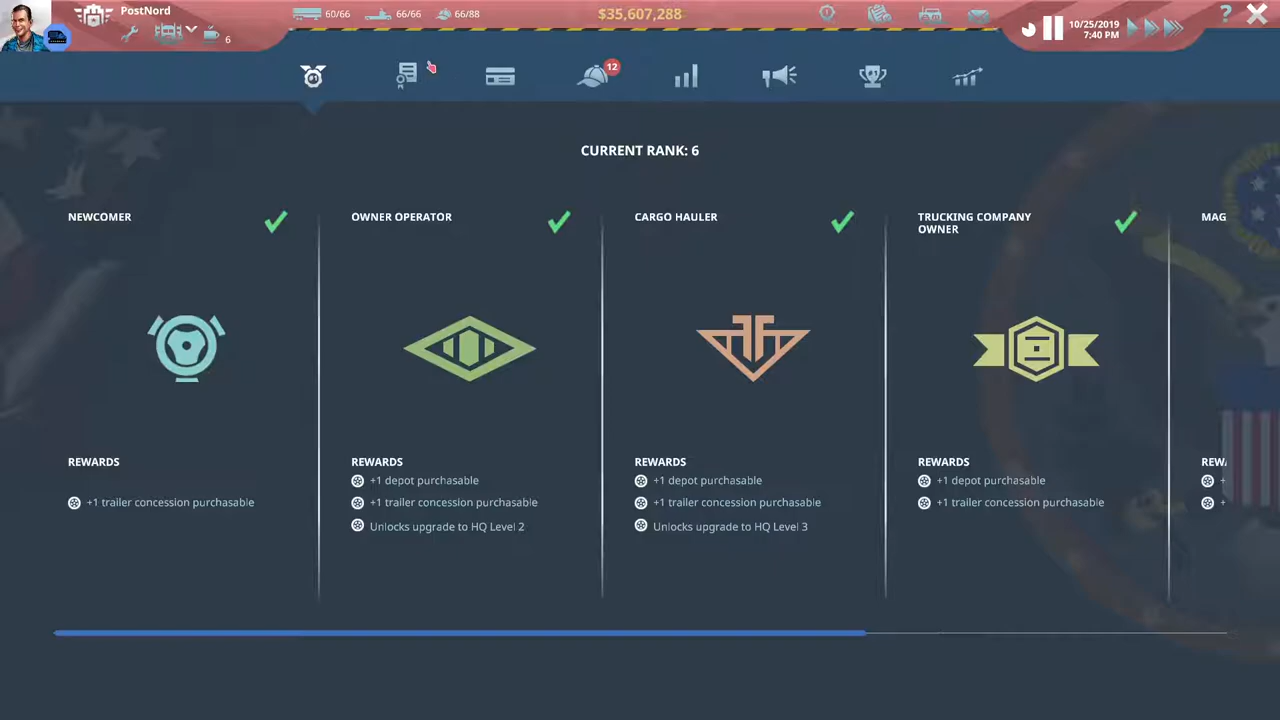 PostNord
6
60/66
66/66
66/88
$35,607,288
10/25/2019
7:40 PM
?
#1
12
CURRENT RANK: 6
NEWCOMER
REWARDS
+1 trailer concession purchasable
OWNER OPERATOR
REWARDS
+1 depot purchasable
+1 trailer concession purchasable
Unlocks upgrade to HQ Level 2
CARGO HAULER
REWARDS
+1 depot purchasable
+1 trailer concession purchasable
Unlocks upgrade to HQ Level 3
TRUCKING COMPANY
OWNER
REWARDS
+1 depot purchasable
+1 trailer concession purchasable
MAG
REW
+
+